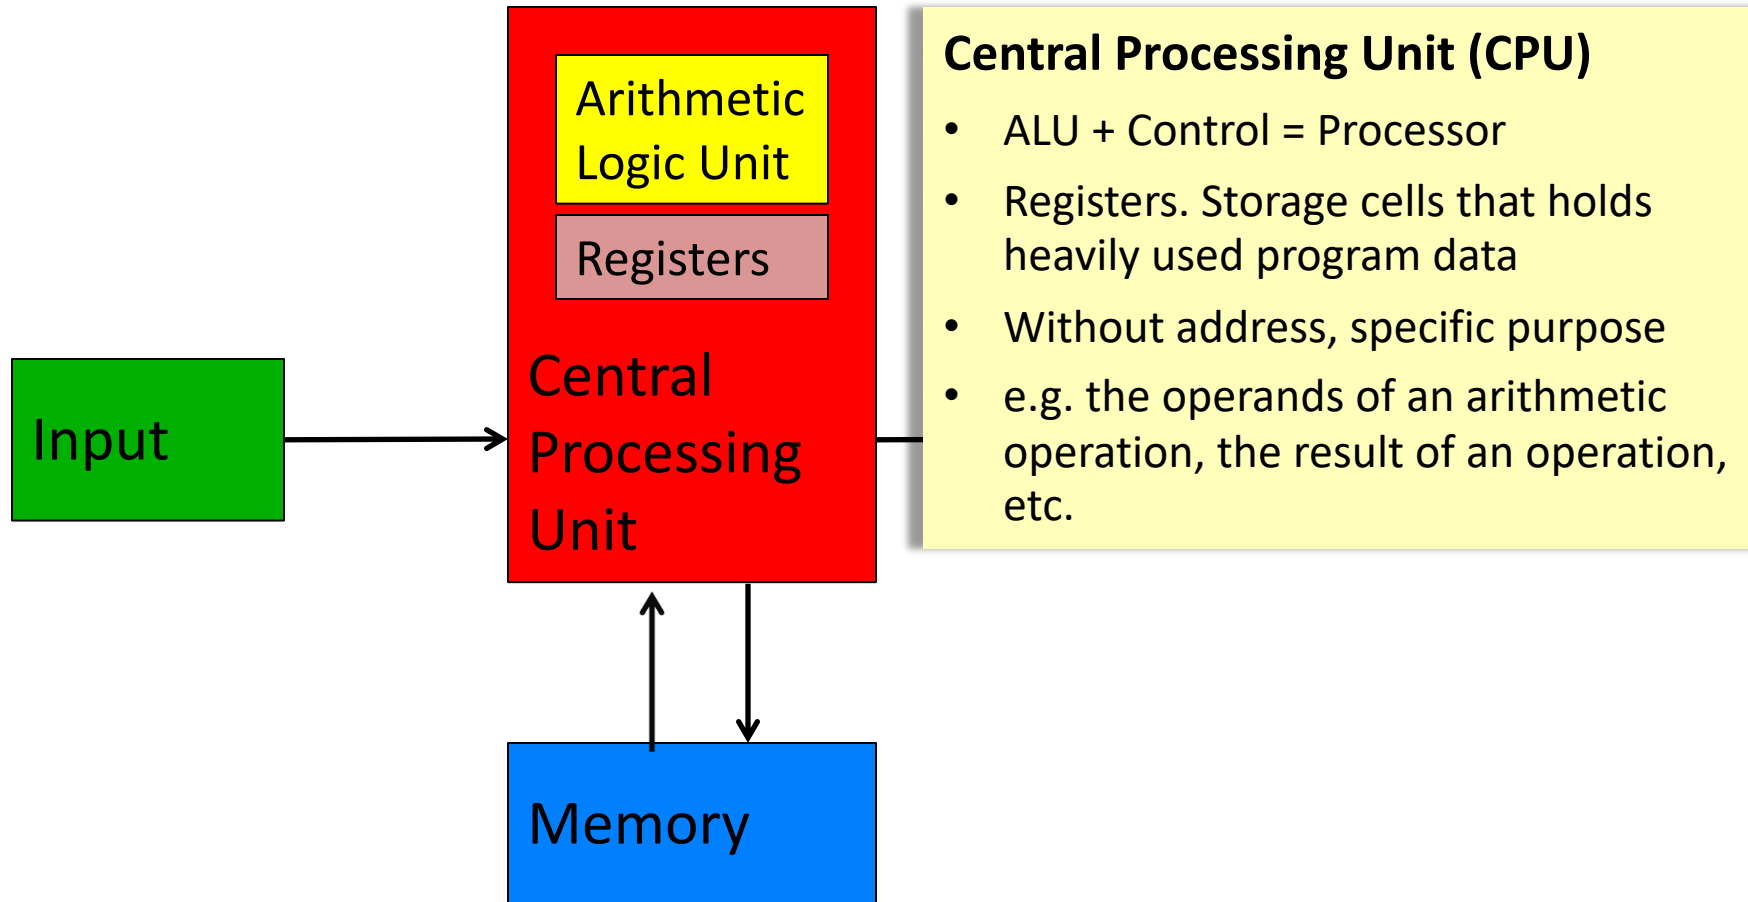 Arithmetic
Logic Unit
Registers
Central
Processing
Unit
Input
Memory
Central Processing Unit (CPU)
• ALU + Control = Processor
• Registers. Storage cells that holds
heavily used program data
• Without address, specific purpose
• e.g. the operands of an arithmetic
operation, the result of an operation,
etc.